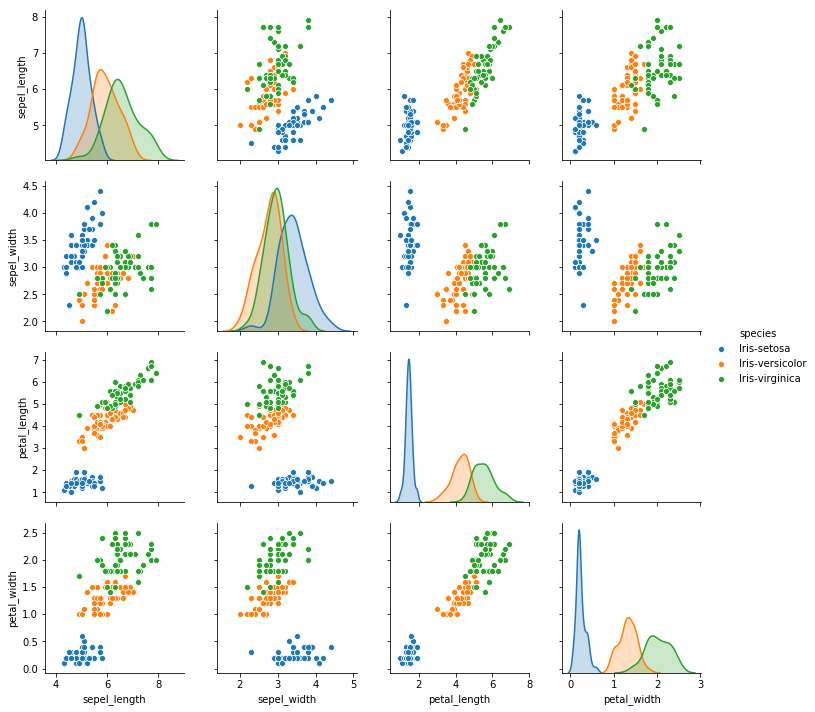 sepel_length
8
7
6
5
sepel_width
4.5
4.0
3.5
3.0
2.5
2.0
species
Iris-setosa
Iris-versicolor
Iris-virginica
petal_length
7
6
5
4
3
2
1
petal_width
2.5
2.0
1.5
1.0
0.5
0.0
4 6 8
2 3 4 5
2 4 6 8
0 1 2 3
sepel_length sepel_width petal_length petal_width